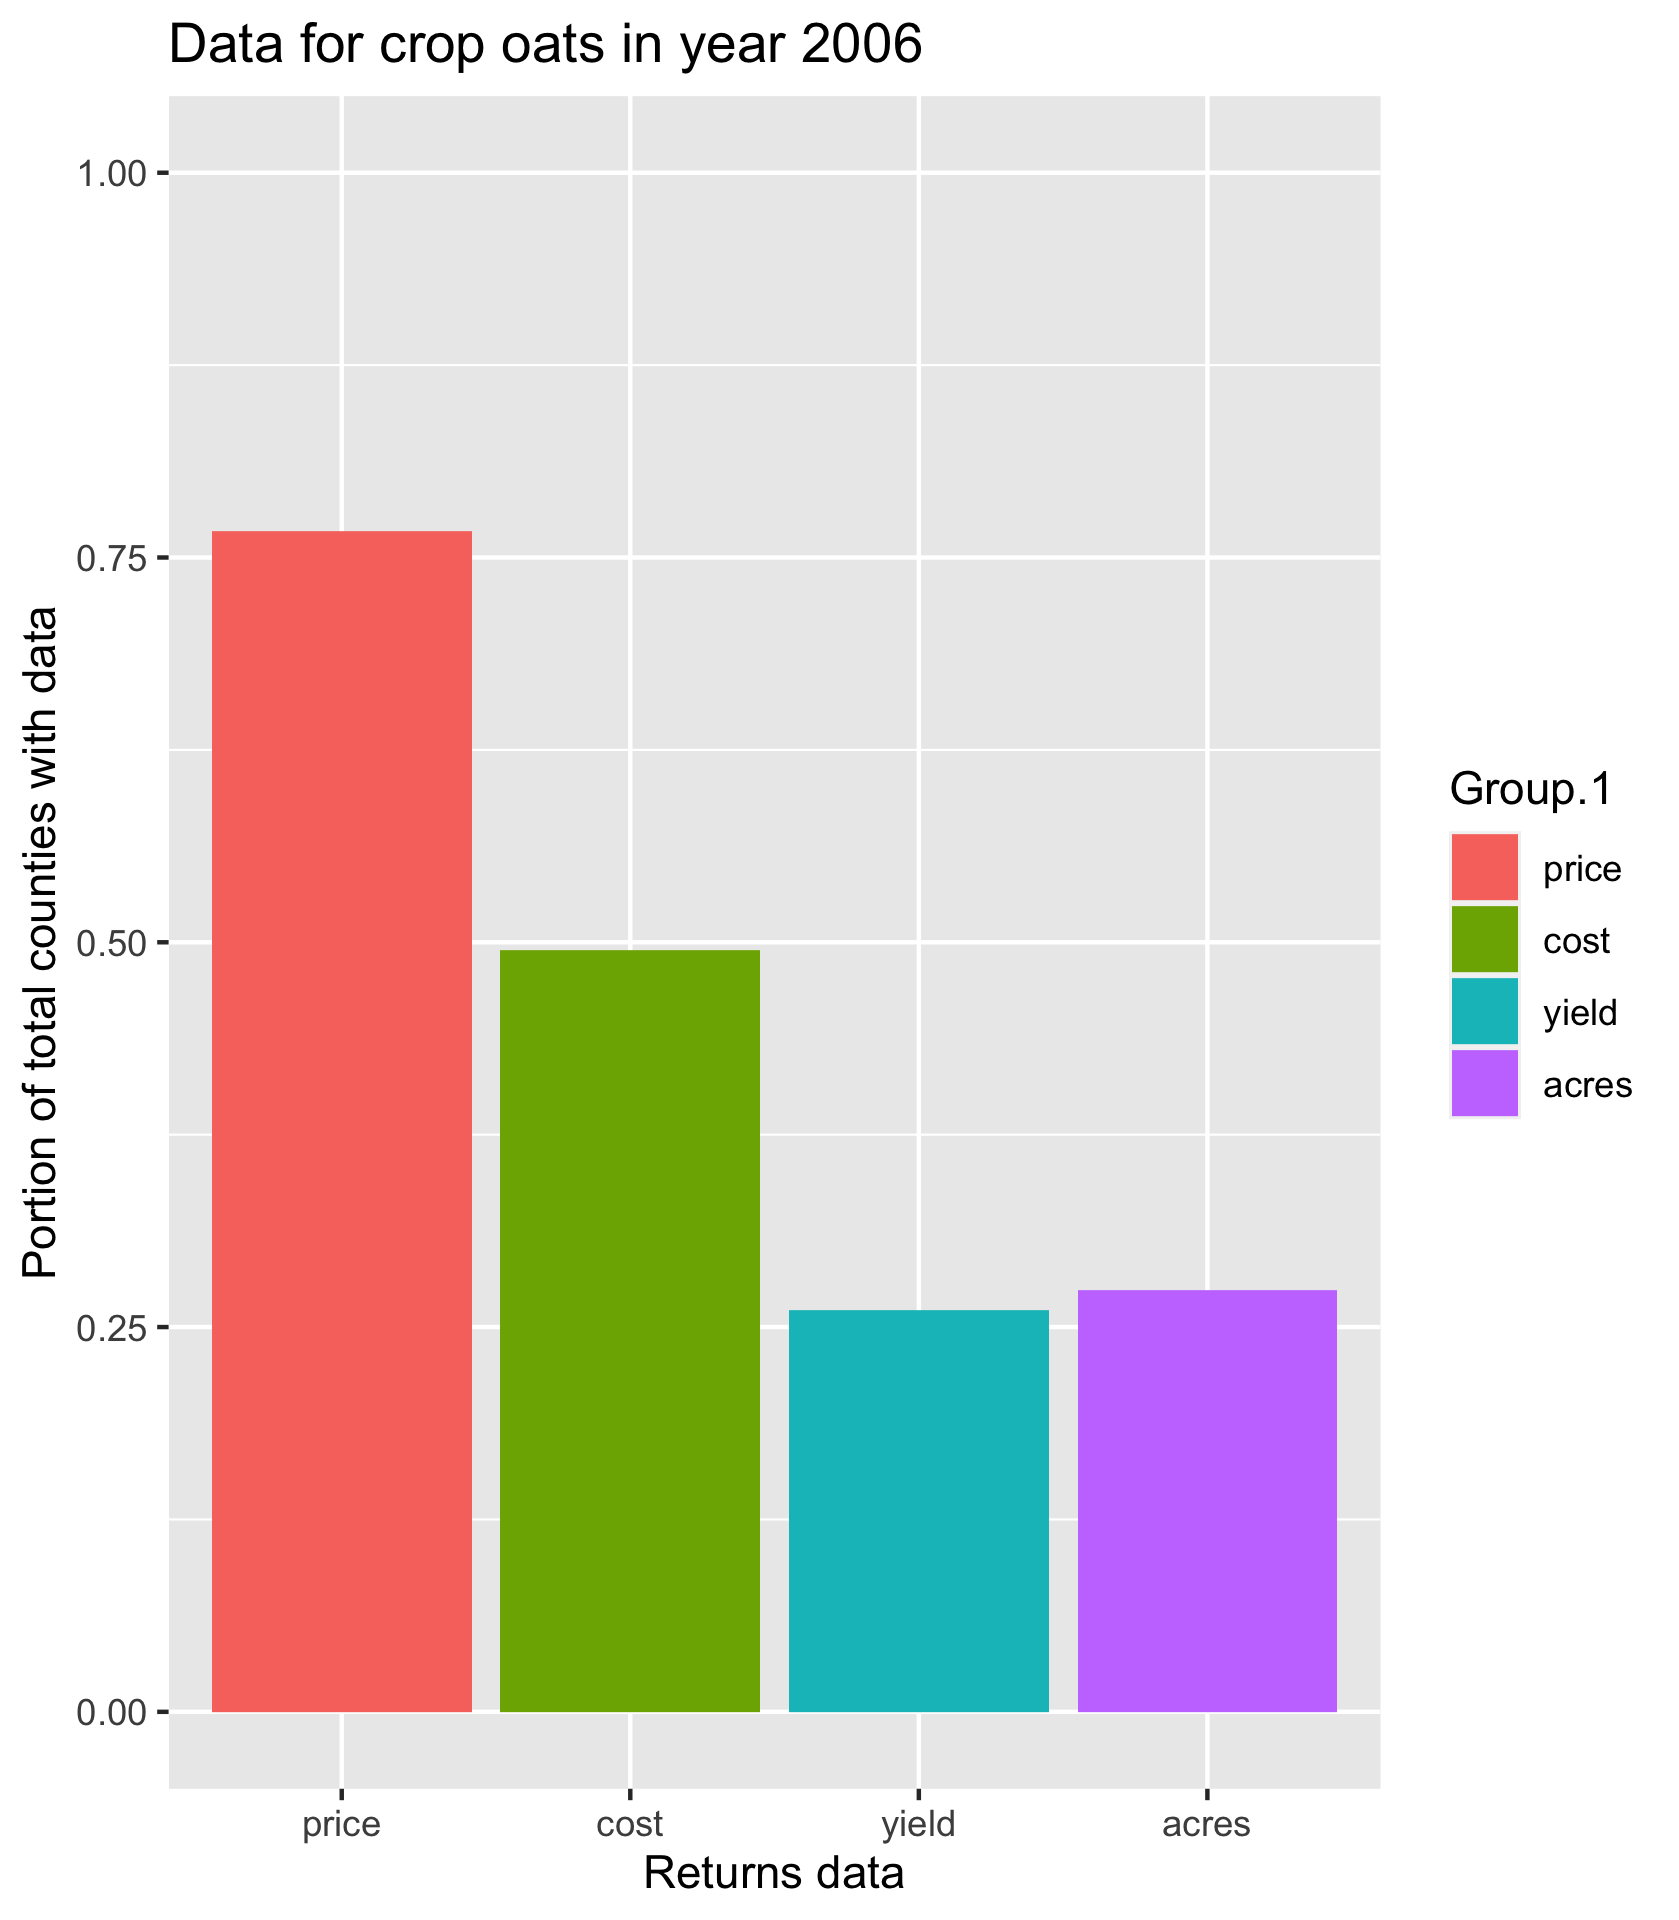 Data for crop oats in year 2006
Portion of total counties with data
1.00
0.75
0.50
0.25
0.00
price
cost
yield
acres
Returns data
Group.1
price
cost
yield
acres